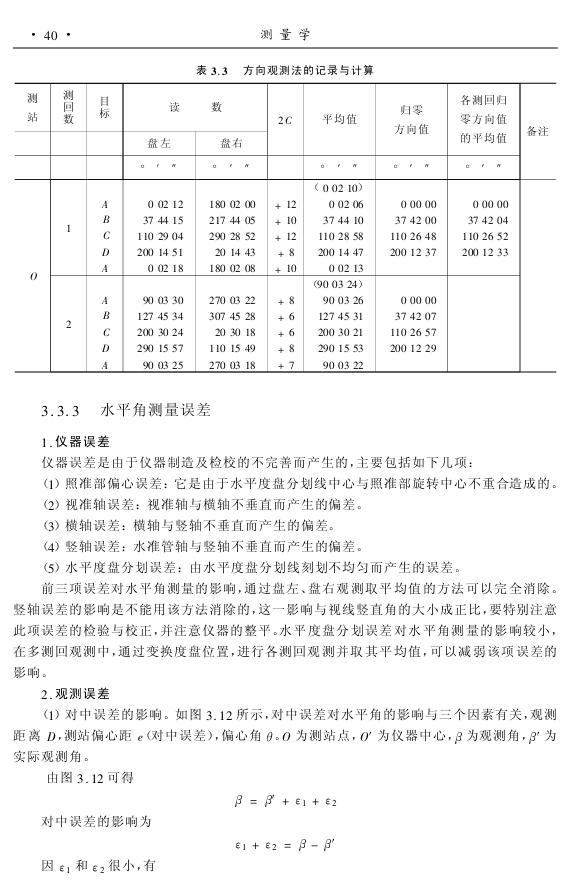 · 40 ·
测 量 学
表 3.3 方向观测法的记录与计算
测站 测回数 目标 读 数 2C 平均值 归零方向值 各测回归零方向值的平均值 备注
盘左 盘右
° ′ ″ ° ′ ″ ° ′ ″ ° ′ ″ ° ′ ″
( 0 02 10)
A 0 02 12 180 02 00 + 12 0 02 06 0 00 00 0 00 00
B 37 44 15 217 44 05 + 10 37 44 10 37 42 00 37 42 04
1
C 110 29 04 290 28 52 + 12 110 28 58 110 26 48 110 26 52
D 200 14 51 20 14 43 + 8 200 14 47 200 12 37 200 12 33
A 0 02 18 180 02 08 + 10 0 02 13
O
(90 03 24)
A 90 03 30 270 03 22 + 8 90 03 26 0 00 00
B 127 45 34 307 45 28 + 6 127 45 31 37 42 07
2
C 200 30 24 20 30 18 + 6 200 30 21 110 26 57
D 290 15 57 110 15 49 + 8 290 15 53 200 12 29
A 90 03 25 270 03 18 + 7 90 03 22
3.3.3 水平角测量误差
1.仪器误差
仪器误差是由于仪器制造及检校的不完善而产生的,主要包括如下几项:
(1) 照准部偏心误差: 它是由于水平度盘分划线中心与照准部旋转中心不重合造成的。
(2) 视准轴误差: 视准轴与横轴不垂直而产生的偏差。
(3) 横轴误差: 横轴与竖轴不垂直而产生的偏差。
(4) 竖轴误差: 水准管轴与竖轴不垂直而产生的偏差。
(5) 水平度盘分划误差: 由水平度盘分划线刻划不均匀而产生的误差。
前三项误差对水平角测量的影响,通过盘左、盘右观测取平均值的方法可以完全消除。
竖轴误差的影响是不能用该方法消除的,这一影响与视线竖直角的大小成正比,要特别注意
此项误差的检验与校正,并注意仪器的整平。水平度盘分划误差对水平角测量的影响较小,
在多测回观测中,通过变换度盘位置,进行各测回观测并取其平均值,可以减弱该项误差的
影响。
2.观测误差
(1) 对中误差的影响。如图 3.12 所示,对中误差对水平角的影响与三个因素有关,观测
距离 D,测站偏心距 e(对中误差),偏心角 θ。O 为测站点,O′ 为仪器中心,β 为观测角,β′ 为
实际观测角。
由图 3.12 可得
β = β′ + ε1 + ε2
对中误差的影响为
ε1 + ε2 = β − β′
因 ε1 和 ε2 很小,有